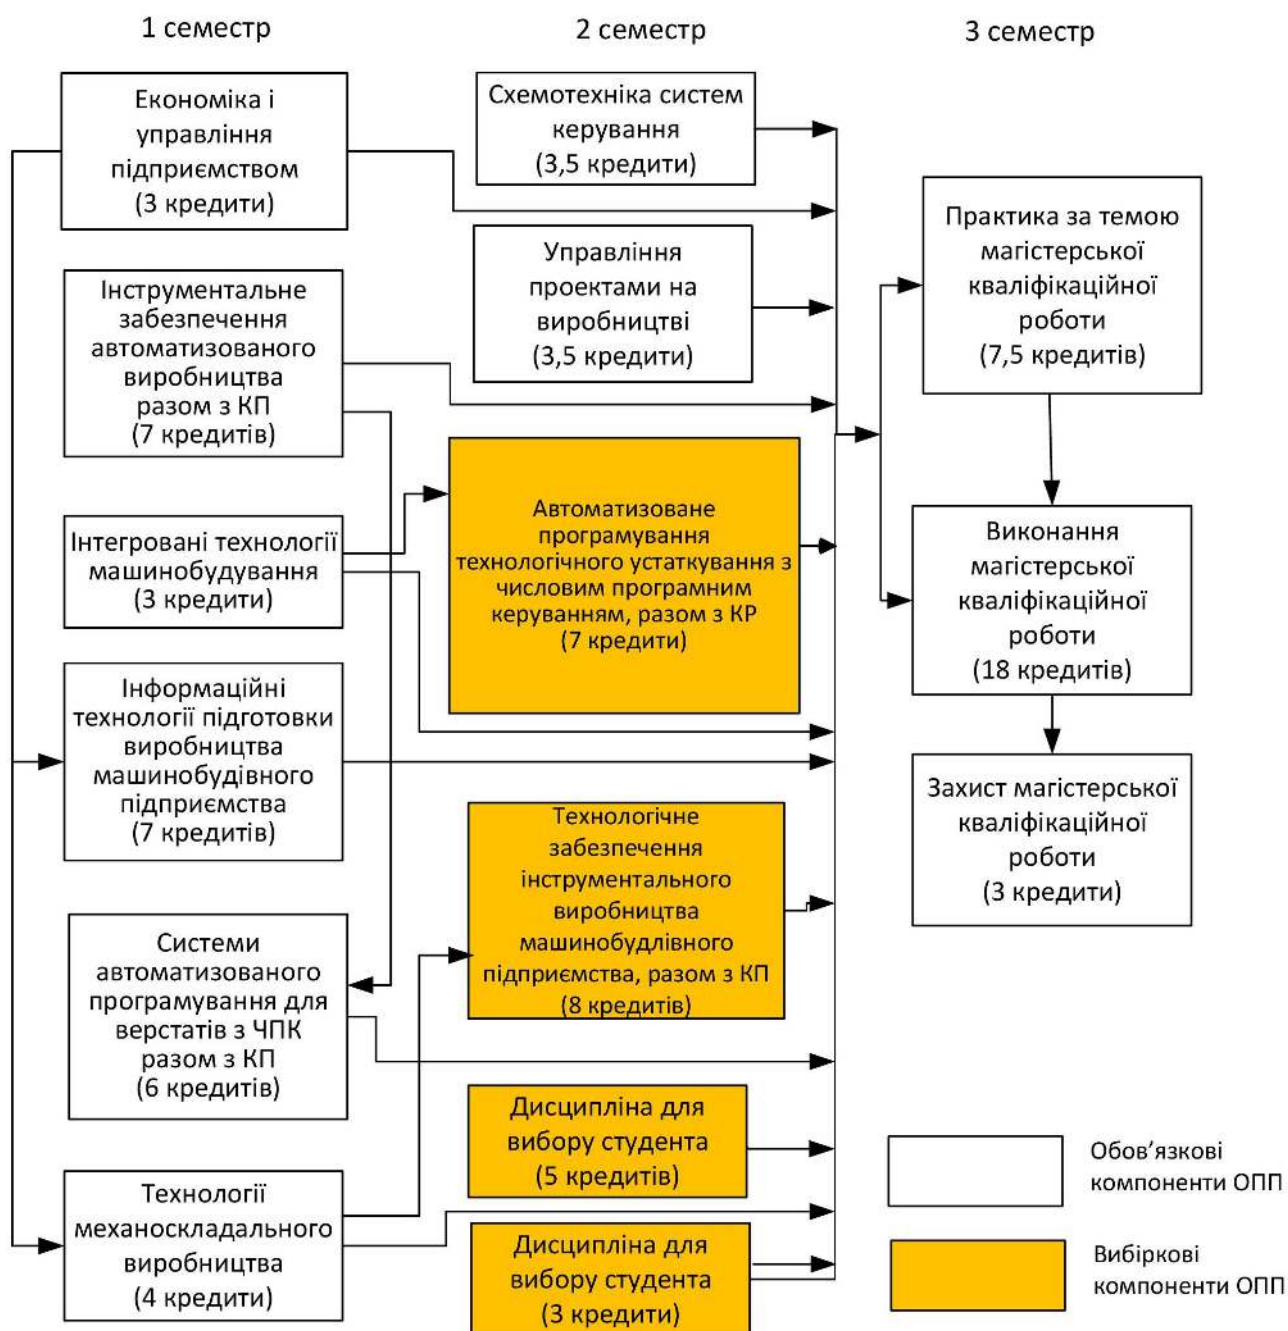 1 семестр
2 семестр
3 семестр
Економіка і
управління
підприємством
(3 кредити)
Інструментальне
забезпечення
автоматизованого
виробництва
разом з КП
(7 кредитів)
Інтегровані технології
машинобудування
(3 кредити)
Інформаційні
технології підготовки
виробництва
машинобудівного
підприємства
(7 кредитів)
Системи
автоматизованого
програмування для
верстатів з ЧПК
разом з КП
(6 кредитів)
Технології
механоскладального
виробництва
(4 кредити)
Схемотехніка систем
керування
(3,5 кредити)
Управління
проектами на
виробництві
(3,5 кредити)
Автоматизоване
програмування
технологічного устаткування з
числовим програмним
керуванням, разом з КР
(7 кредити)
Технологічне
забезпечення
інструментального
виробництва
машинобудлівного
підприємства, разом з КП
(8 кредитів)
Дисципліна для
вибору студента
(5 кредитів)
Дисципліна для
вибору студента
(3 кредити)
Практика за темою
магістерської
кваліфікаційної
роботи
(7,5 кредитів)
Виконання
магістерської
кваліфікаційної
роботи
(18 кредитів)
Захист магістерської
кваліфікаційної
роботи
(3 кредити)
Обов’язкові
компоненти ОПП
Вибіркові
компоненти ОПП